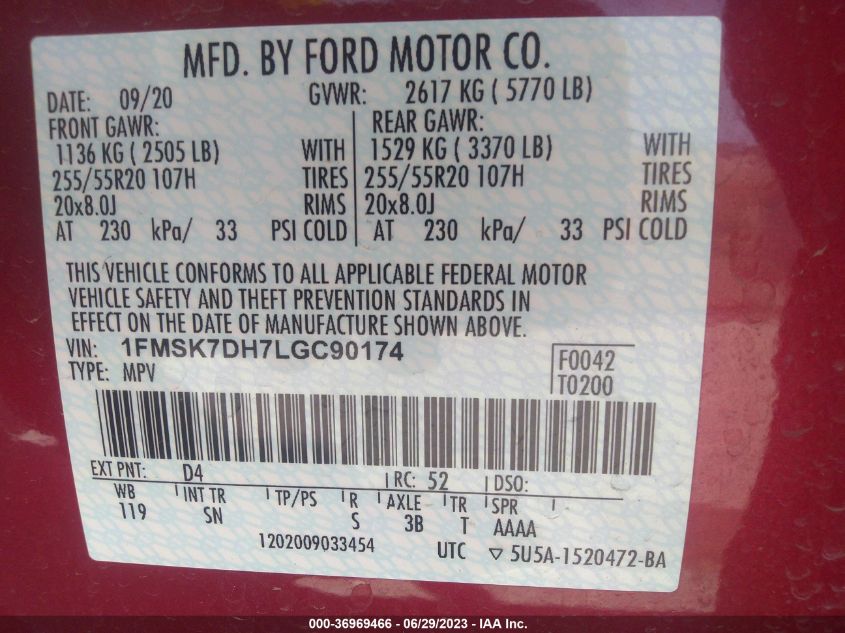 MFD. BY FORD MOTOR CO.
DATE: 09/20 GVWR: 2617 KG ( 5770 LB)
FRONT GAWR: REAR GAWR:
1136 KG ( 2505 LB) WITH 1529 KG ( 3370 LB) WITH
255/55R20 107H TIRES 255/55R20 107H TIRES
20x8.0J RIMS 20x8.0J RIMS
AT 230 kPa/ 33 PSI COLD AT 230 kPa/ 33 PSI COLD
THIS VEHICLE CONFORMS TO ALL APPLICABLE FEDERAL MOTOR
VEHICLE SAFETY AND THEFT PREVENTION STANDARDS IN
EFFECT ON THE DATE OF MANUFACTURE SHOWN ABOVE.
VIN: 1FMSK7DH7LGC90174 F0042
TYPE: MPV T0200
EXT PNT: D4 RC: 52 DSO:
WB INT TR TP/PS R AXLE TR SPR
119 SN S 3B T AAAA
1202009033454 UTC ▽ 5U5A-1520472-BA
000-36969466 - 06/29/2023 - IAA Inc.